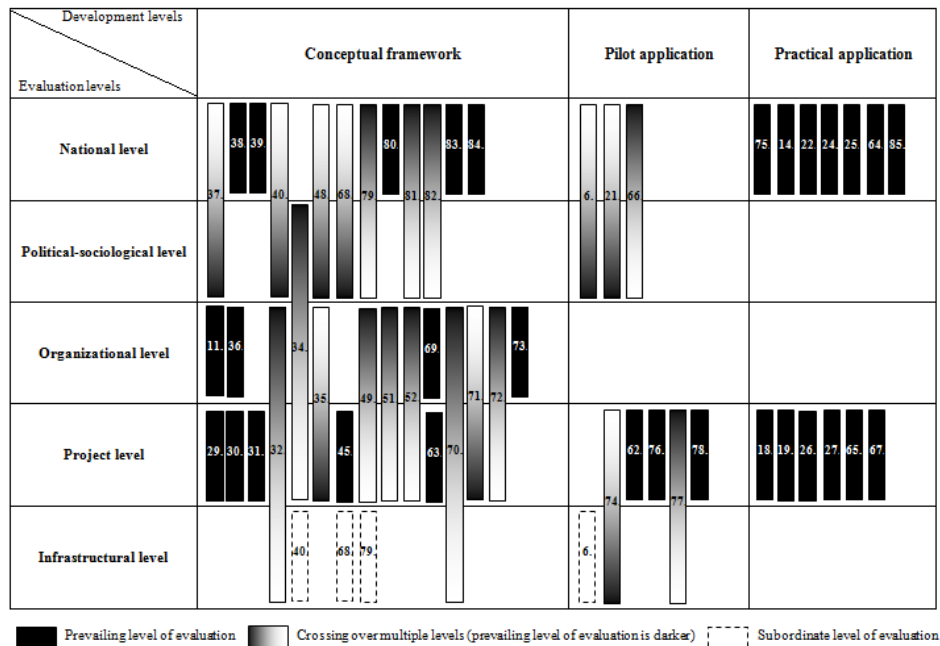 Development levels
Evaluation levels
Conceptual framework
Pilot application
Practical application
National level
37. 38. 39. 40. 48. 68. 79. 80. 81. 82. 83. 84.
6. 21. 66.
75. 14. 22. 24. 25. 64. 85.
Political-sociological level
Organizational level
11. 36. 34. 35. 49. 51. 52. 69. 71. 72. 73.
Project level
29. 30. 31. 32. 45. 63. 70.
74. 62. 76. 77. 78.
18. 19. 26. 27. 65. 67.
Infrastructural level
40. 68. 79.
6.
Prevailing level of evaluation
Crossing over multiple levels (prevailing level of evaluation is darker)
Subordinate level of evaluation